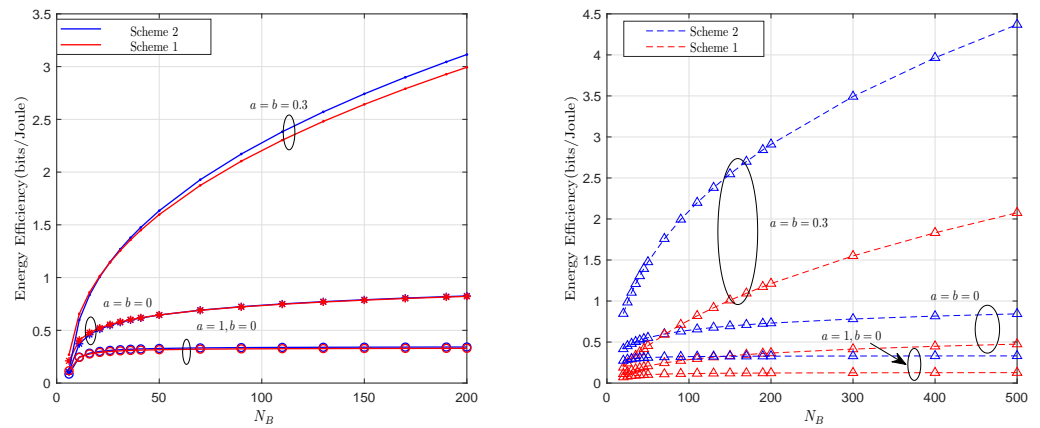 3.5
3
2.5
2
1.5
1
0.5
0
0 50 100 150 200
Energy Efficiency(bits/Joule)
N_B
Scheme 2
Scheme 1
a = b = 0.3
a = b = 0
a = 1, b = 0
4.5
4
3.5
3
2.5
2
1.5
1
0.5
0
0 100 200 300 400 500
Energy Efficiency(bits/Joule)
N_B
Scheme 2
Scheme 1
a = b = 0.3
a = b = 0
a = 1, b = 0